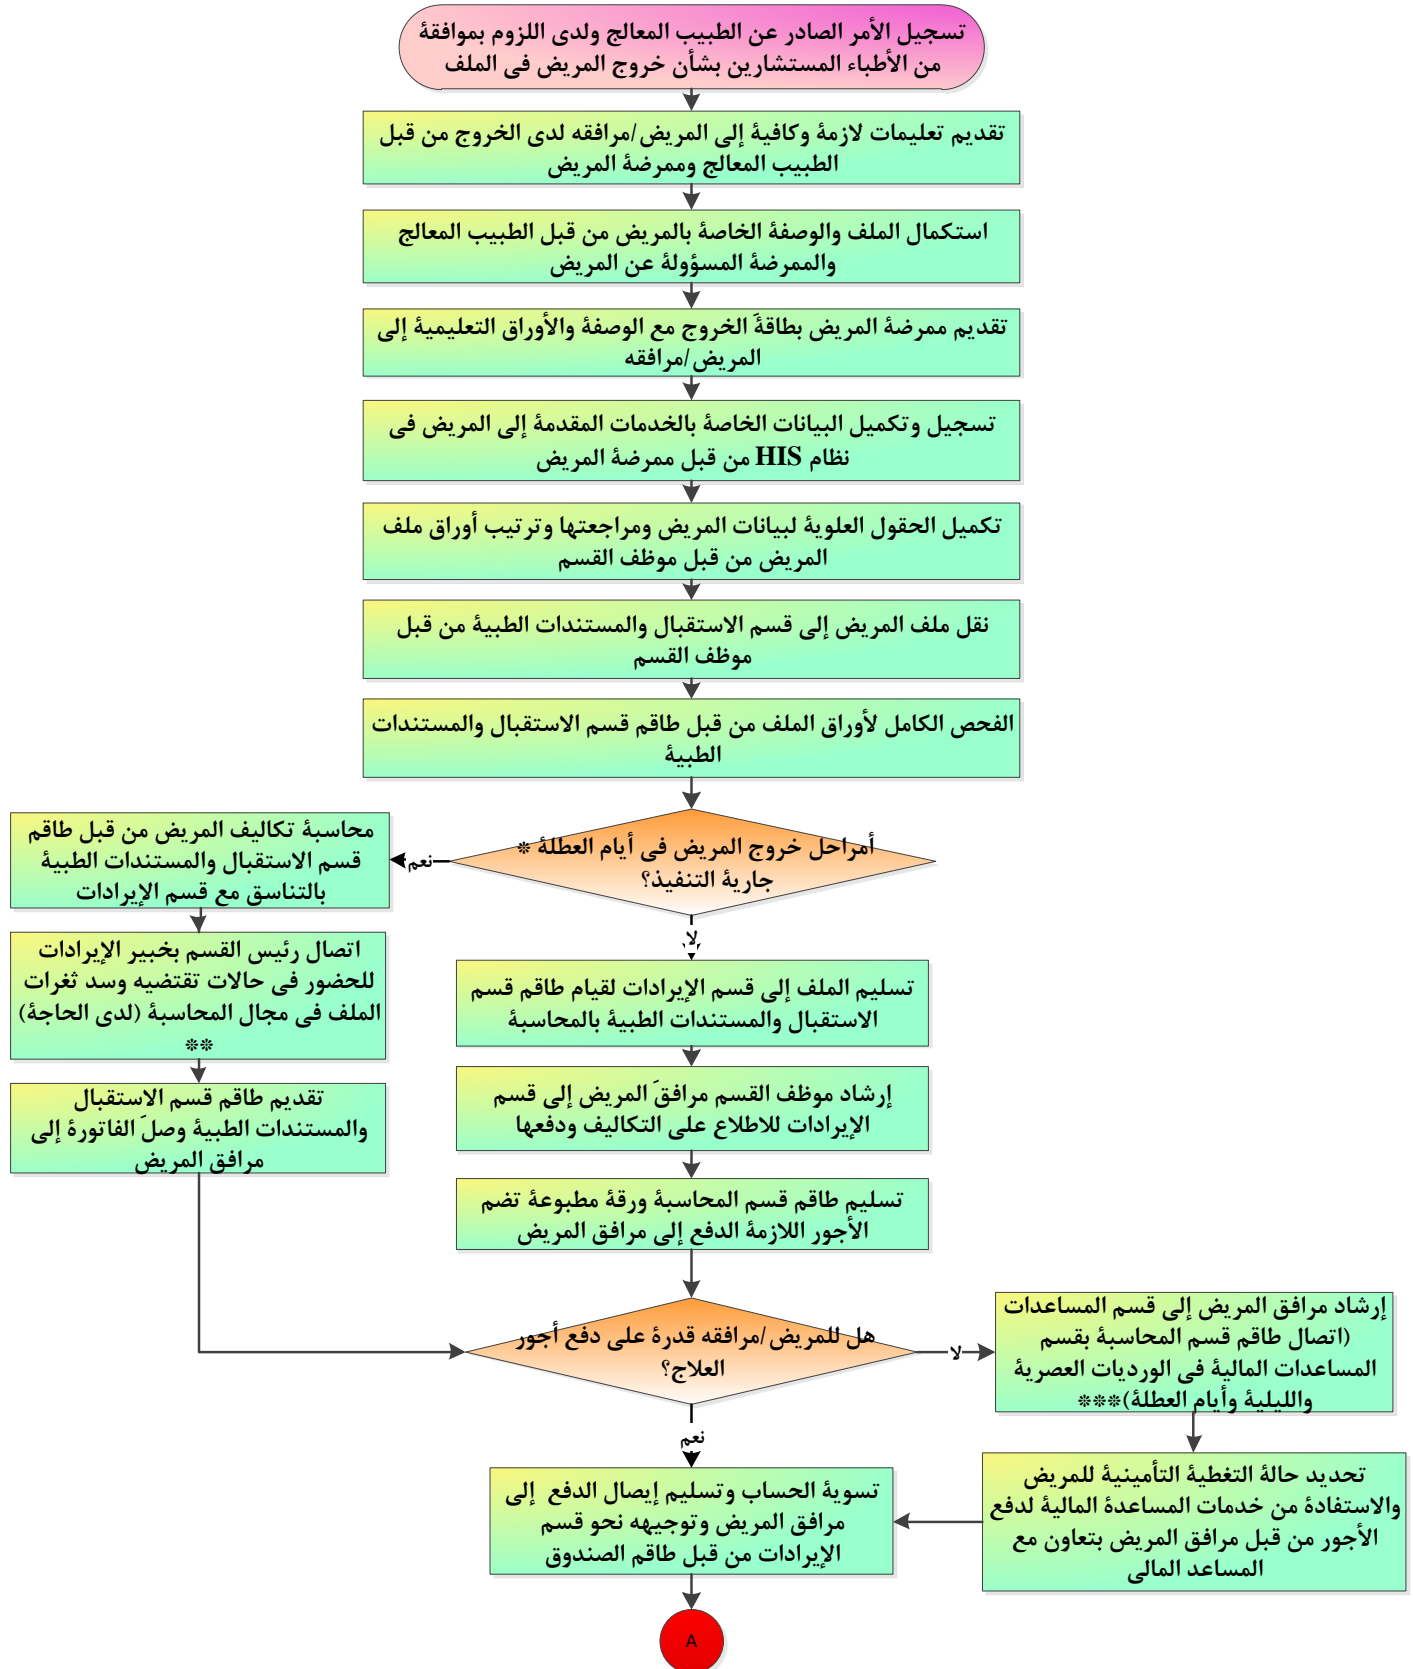 تسجيل الأمر الصادر عن الطبيب المعالج ولدى اللزوم بموافقة
من الأطباء المستشارين بشأن خروج المريض فى الملف
تقديم تعليمات لازمة وكافية إلى المريض/مرافقه لدى الخروج من قبل
الطبيب المعالج وممرضة المريض
استكمال الملف والوصفة الخاصة بالمريض من قبل الطبيب المعالج
والممرضة المسؤولة عن المريض
تقديم ممرضة المريض بطاقةَ الخروج مع الوصفة والأوراق التعليمية إلى
المريض/مرافقه
تسجيل وتكميل البيانات الخاصة بالخدمات المقدمة إلى المريض فى
نظام HIS من قبل ممرضة المريض
تكميل الحقول العلوية لبيانات المريض ومراجعتها وترتيب أوراق ملف
المريض من قبل موظف القسم
نقل ملف المريض إلى قسم الاستقبال والمستندات الطبية من قبل
موظف القسم
الفحص الكامل لأوراق الملف من قبل طاقم قسم الاستقبال والمستندات
الطبية
أمراحل خروج المريض فى أيام العطلة *
جارية التنفيذ؟
نعم
محاسبة تكاليف المريض من قبل طاقم
قسم الاستقبال والمستندات الطبية
بالتناسق مع قسم الإيرادات
اتصال رئيس القسم بخبير الإيرادات
للحضور فى حالات تقتضيه وسد ثغرات
الملف فى مجال المحاسبة (لدى الحاجة)
**
تقديم طاقم قسم الاستقبال
والمستندات الطبية وصلَ الفاتورة إلى
مرافق المريض
لا
تسليم الملف إلى قسم الإيرادات لقيام طاقم قسم
الاستقبال والمستندات الطبية بالمحاسبة
إرشاد موظف القسم مرافقَ المريض إلى قسم
الإيرادات للاطلاع على التكاليف ودفعها
تسليم طاقم قسم المحاسبة ورقة مطبوعة تضم
الأجور اللازمة الدفع إلى مرافق المريض
هل للمريض/مرافقه قدرة على دفع أجور
العلاج؟
لا
إرشاد مرافق المريض إلى قسم المساعدات
(اتصال طاقم قسم المحاسبة بقسم
المساعدات المالية فى الورديات العصرية
والليلية وأيام العطلة)***
تحديد حالة التغطية التأمينية للمريض
والاستفادة من خدمات المساعدة المالية لدفع
الأجور من قبل مرافق المريض بتعاون مع
المساعد المالى
نعم
تسوية الحساب وتسليم إيصال الدفع إلى
مرافق المريض وتوجيهه نحو قسم
الإيرادات من قبل طاقم الصندوق
A